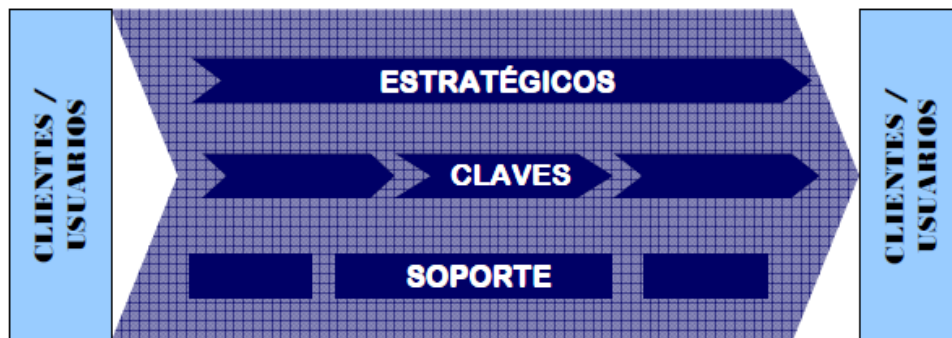 CLIENTES /
USUARIOS
ESTRATÉGICOS
CLAVES
SOPORTE
CLIENTES /
USUARIOS